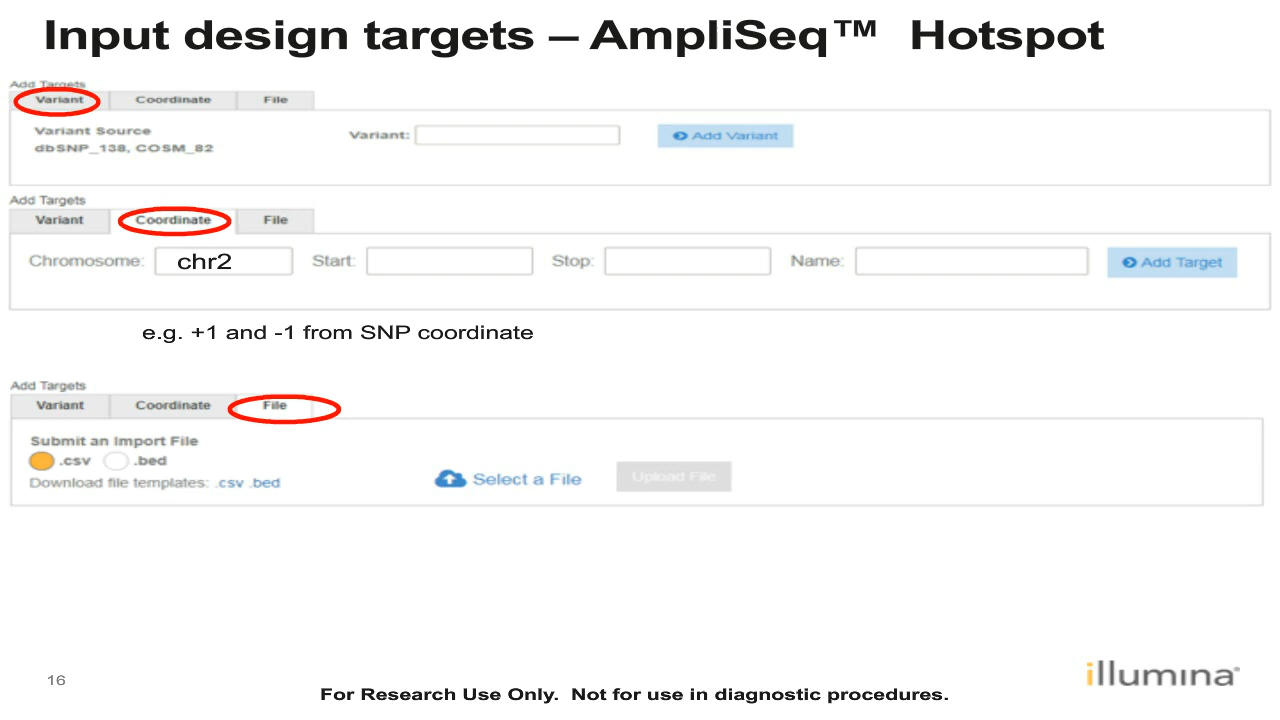 Input design targets – AmpliSeq™ Hotspot
Add Targets
Variant Coordinate File
Variant Source
dbSNP_138, COSM_82
Variant:
Add Variant
Add Targets
Variant Coordinate File
Chromosome: chr2 Start: Stop: Name: Add Target
e.g. +1 and -1 from SNP coordinate
Add Targets
Variant Coordinate File
Submit an Import File
.csv .bed
Download file templates: .csv .bed
Select a File Upload File
16
For Research Use Only. Not for use in diagnostic procedures.
illumina®